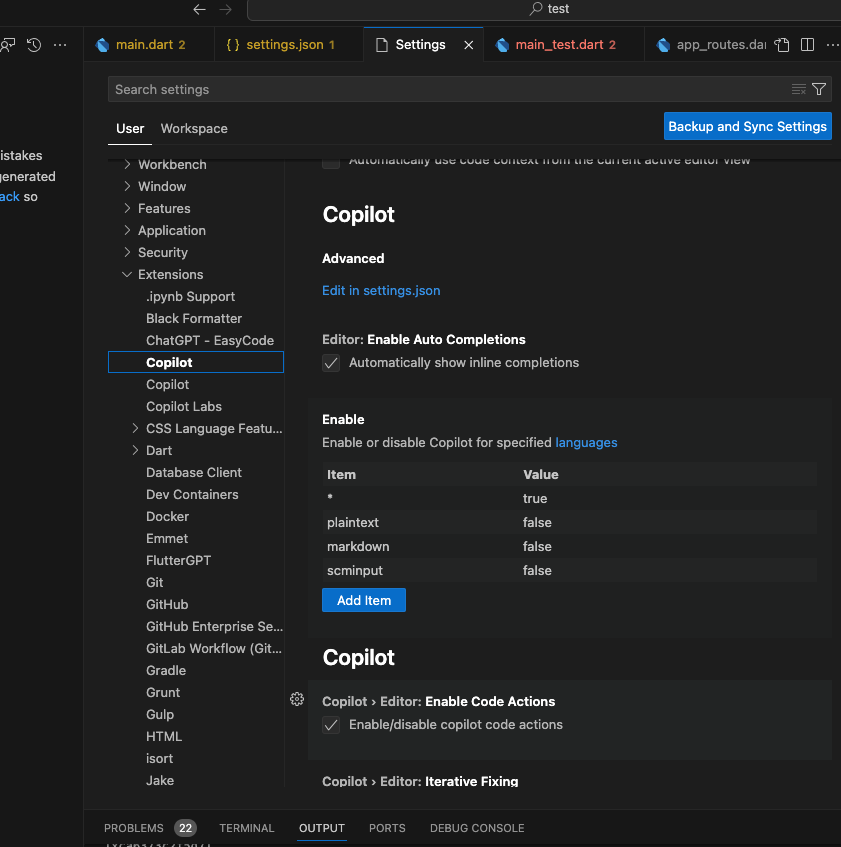 test
main.dart 2
{ } settings.json 1
Settings
main_test.dart 2
app_routes.da
Search settings
User
Workspace
Backup and Sync Settings
istakes
generated
ack so
Workbench
Window
Features
Application
Security
Extensions
.ipynb Support
Black Formatter
ChatGPT - EasyCode
Copilot
Copilot
Copilot Labs
CSS Language Featu...
Dart
Database Client
Dev Containers
Docker
Emmet
FlutterGPT
Git
GitHub
GitHub Enterprise Se...
GitLab Workflow (Git...
Gradle
Grunt
Gulp
HTML
isort
Jake
Automatically use code context from the current active editor view
Copilot
Advanced
Edit in settings.json
Editor: Enable Auto Completions
Automatically show inline completions
Enable
Enable or disable Copilot for specified languages
Item Value
* true
plaintext false
markdown false
scminput false
Add Item
Copilot
Copilot › Editor: Enable Code Actions
Enable/disable copilot code actions
Copilot › Editor: Iterative Fixing
PROBLEMS 22
TERMINAL
OUTPUT
PORTS
DEBUG CONSOLE